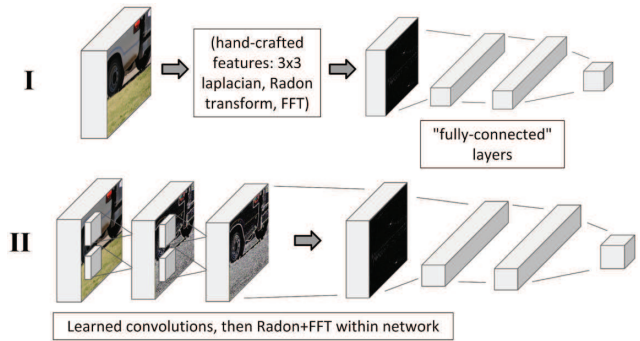 I
(hand-crafted
features: 3x3
laplacian, Radon
transform, FFT)
"fully-connected"
layers
II
Learned convolutions, then Radon+FFT within network